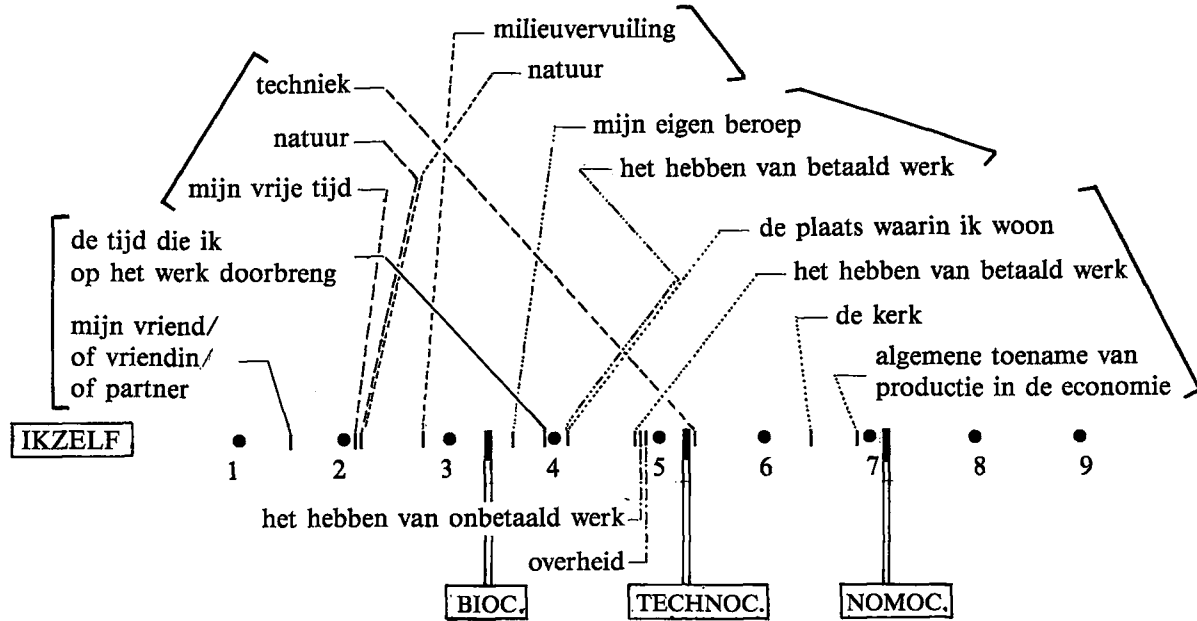 milieuvervuiling
natuur
techniek
natuur
mijn eigen beroep
het hebben van betaald werk
mijn vrije tijd
de tijd die ik
op het werk doorbreng
de plaats waarin ik woon
het hebben van betaald werk
mijn vriend/
of vriendin/
of partner
de kerk
algemene toename van
productie in de economie
IKZELF
1 2 3 4 5 6 7 8 9
het hebben van onbetaald werk
overheid
BIOC. TECHNOC. NOMOC.